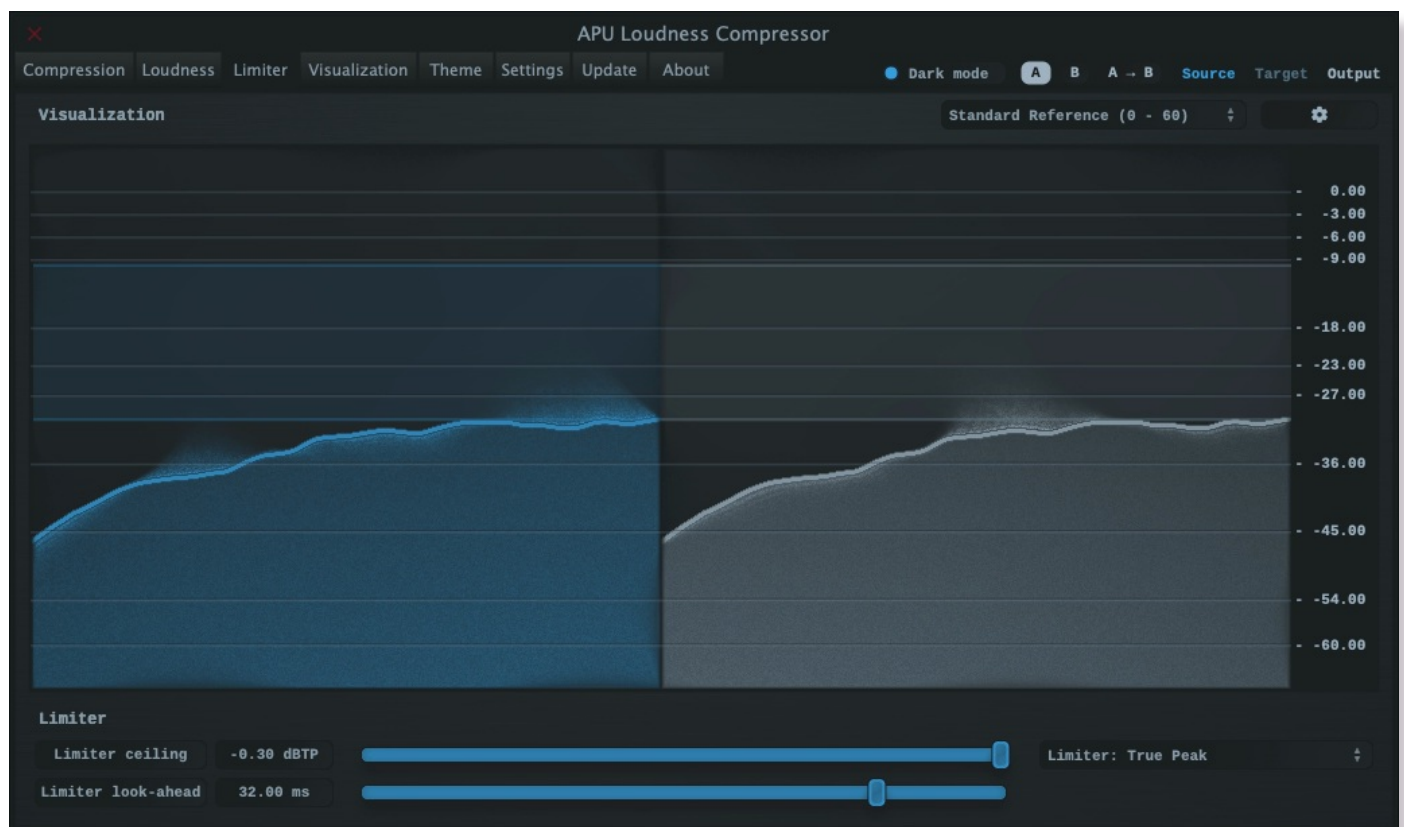 APU Loudness Compressor
Compression Loudness Limiter Visualization Theme Settings Update About Dark mode A B A → B Source Target Output
Visualization Standard Reference (0 - 60)
- 0.00
- -3.00
- -6.00
- -9.00
- -18.00
- -23.00
- -27.00
- -36.00
- -45.00
- -54.00
- -60.00
Limiter
Limiter ceiling -0.30 dBTP Limiter: True Peak
Limiter look-ahead 32.00 ms